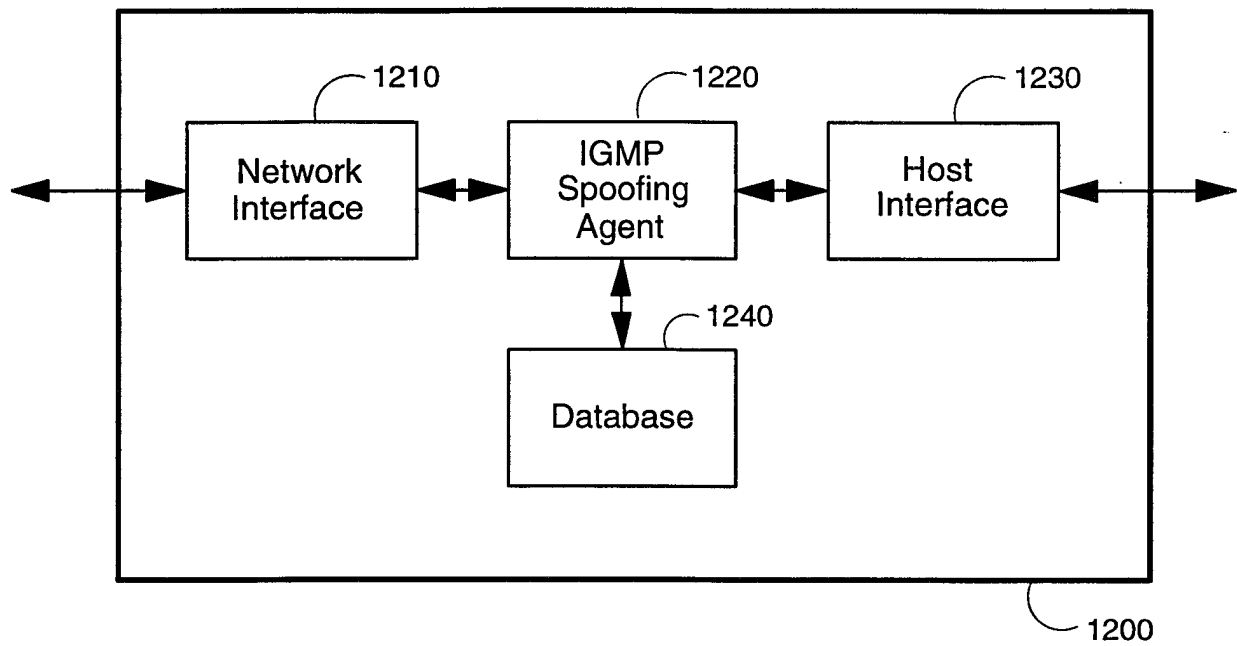 1210
1220
1230
Network
Interface
IGMP
Spoofing
Agent
Host
Interface
1240
Database
1200